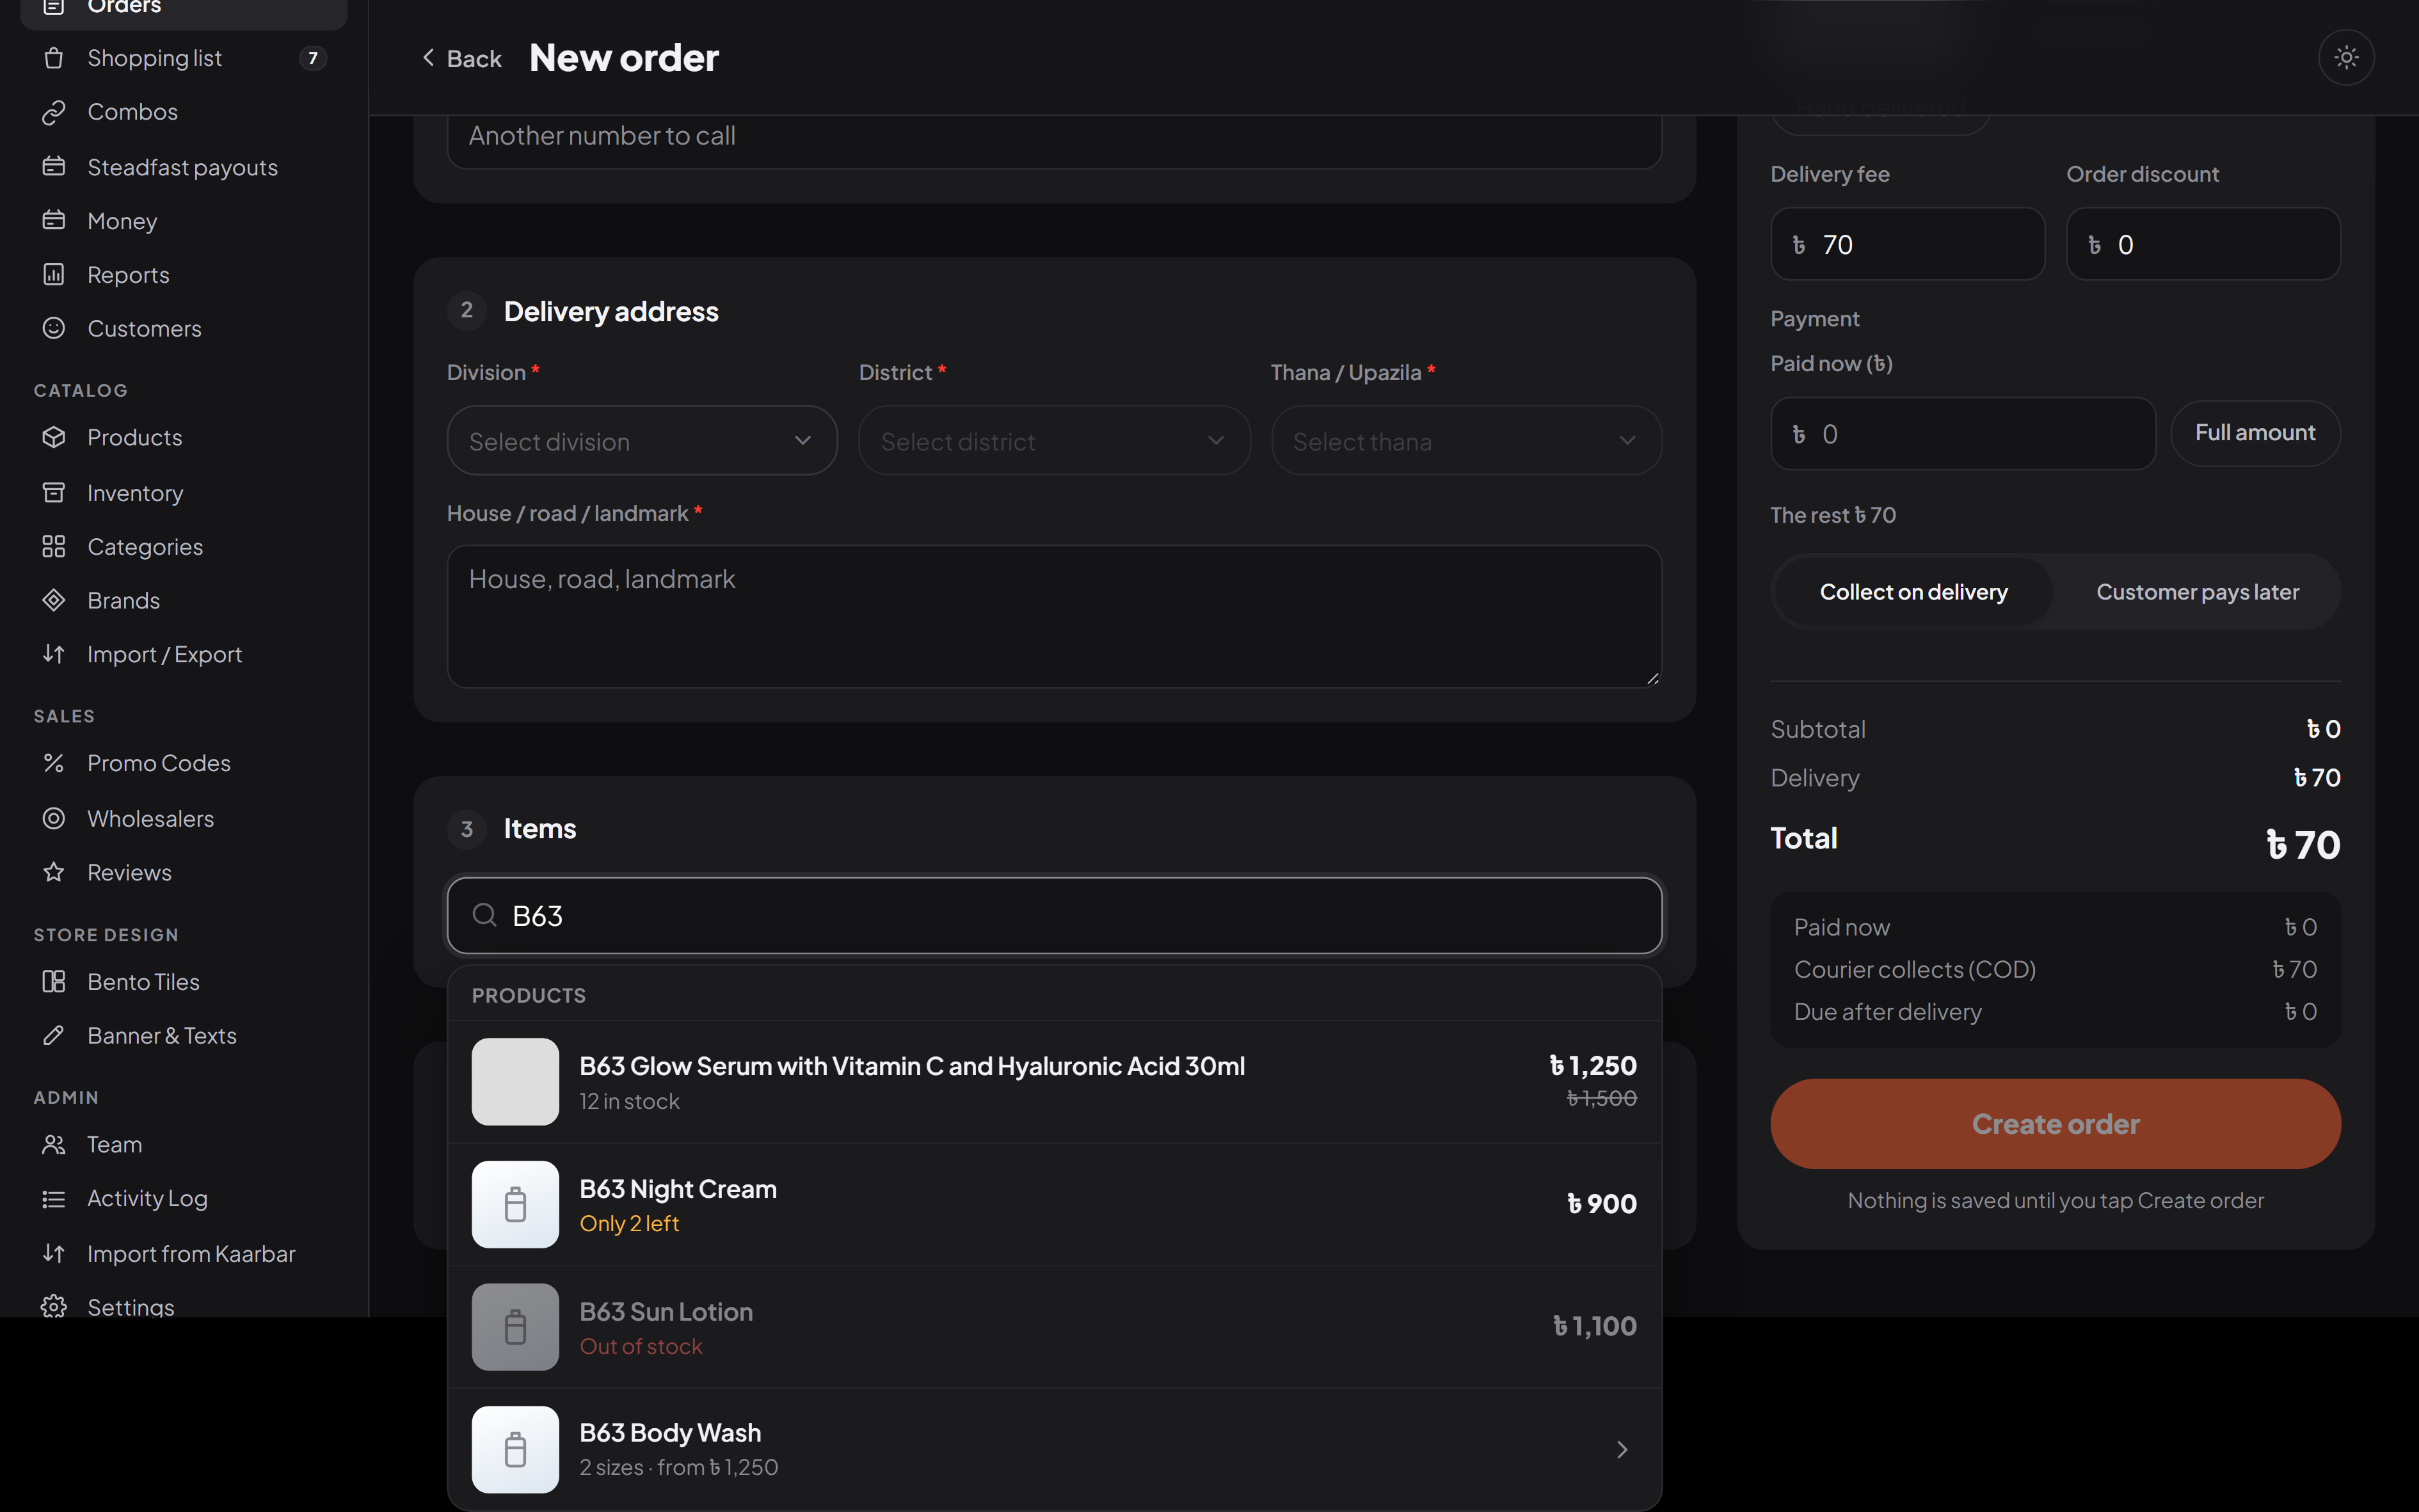 Orders
Shopping list 7
Combos
Steadfast payouts
Money
Reports
Customers
CATALOG
Products
Inventory
Categories
Brands
Import / Export
SALES
Promo Codes
Wholesalers
Reviews
STORE DESIGN
Bento Tiles
Banner & Texts
ADMIN
Team
Activity Log
Import from Kaarbar
Settings
Back New order
Another number to call
2 Delivery address
Division * District * Thana / Upazila *
Select division Select district Select thana
House / road / landmark *
House, road, landmark
3 Items
B63
PRODUCTS
B63 Glow Serum with Vitamin C and Hyaluronic Acid 30ml ৳ 1,250
12 in stock ৳ 1,500
B63 Night Cream ৳ 900
Only 2 left
B63 Sun Lotion ৳ 1,100
Out of stock
B63 Body Wash
2 sizes · from ৳ 1,250
Hand delivered
Delivery fee Order discount
৳ 70 ৳ 0
Payment
Paid now (৳)
৳ 0 Full amount
The rest ৳ 70
Collect on delivery Customer pays later
Subtotal ৳ 0
Delivery ৳ 70
Total ৳ 70
Paid now ৳ 0
Courier collects (COD) ৳ 70
Due after delivery ৳ 0
Create order
Nothing is saved until you tap Create order